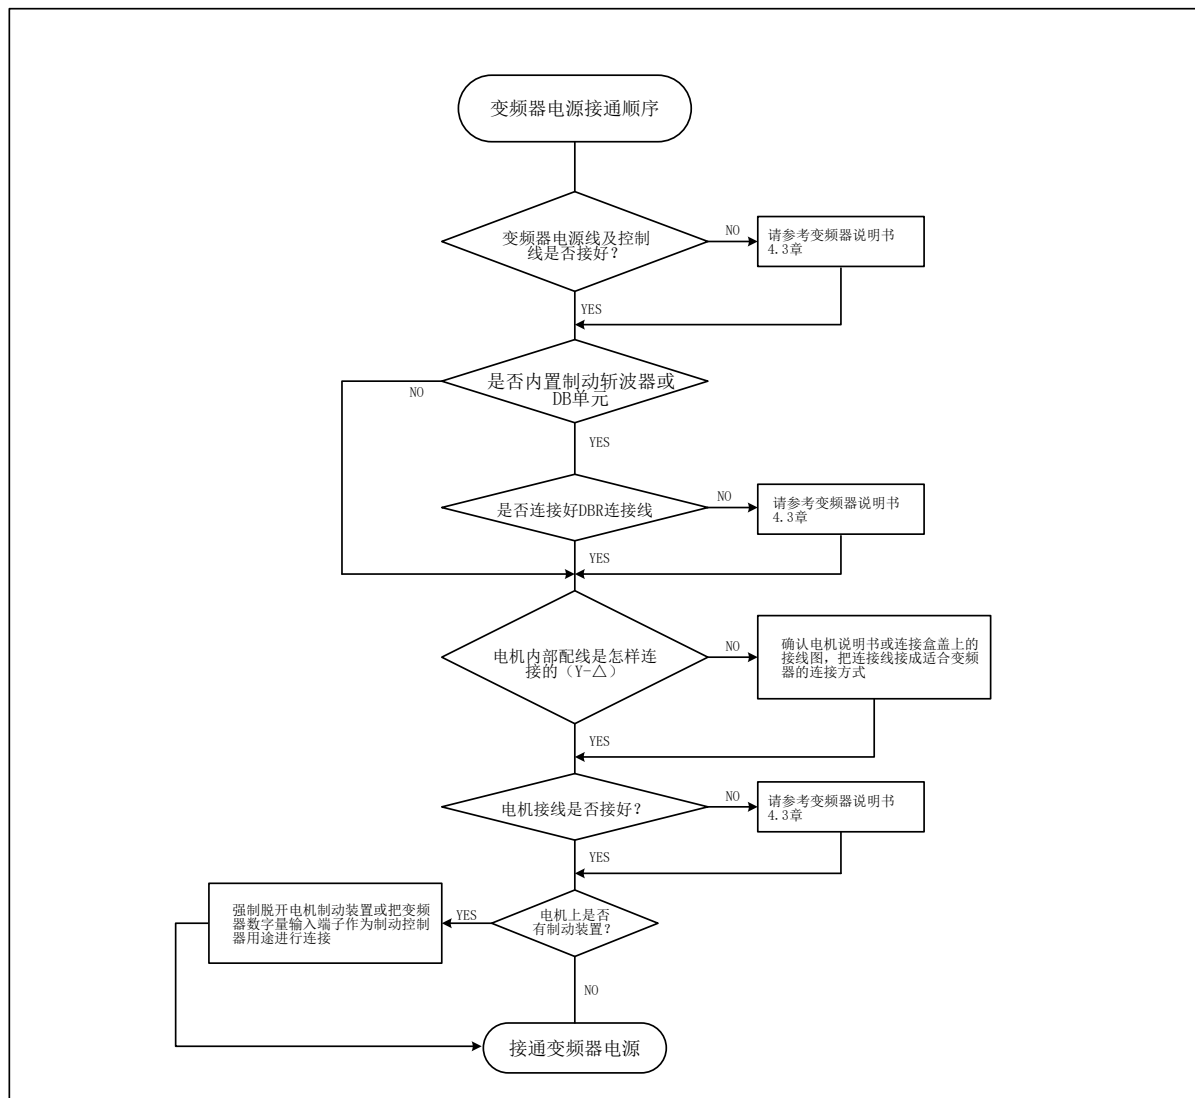 变频器电源接通顺序
变频器电源线及控制
线是否接好?
NO
请参考变频器说明书
4.3章
YES
是否内置制动斩波器或
DB单元
NO
YES
是否连接好DBR连接线
NO
请参考变频器说明书
4.3章
YES
电机内部配线是怎样连
接的（Y-△）
NO
确认电机说明书或连接盒盖上的
接线图，把连接线接成适合变频
器的连接方式
YES
电机接线是否接好?
NO
请参考变频器说明书
4.3章
YES
强制脱开电机制动装置或把变频
器数字量输入端子作为制动控制
器用途进行连接
YES
电机上是否
有制动装置?
NO
接通变频器电源